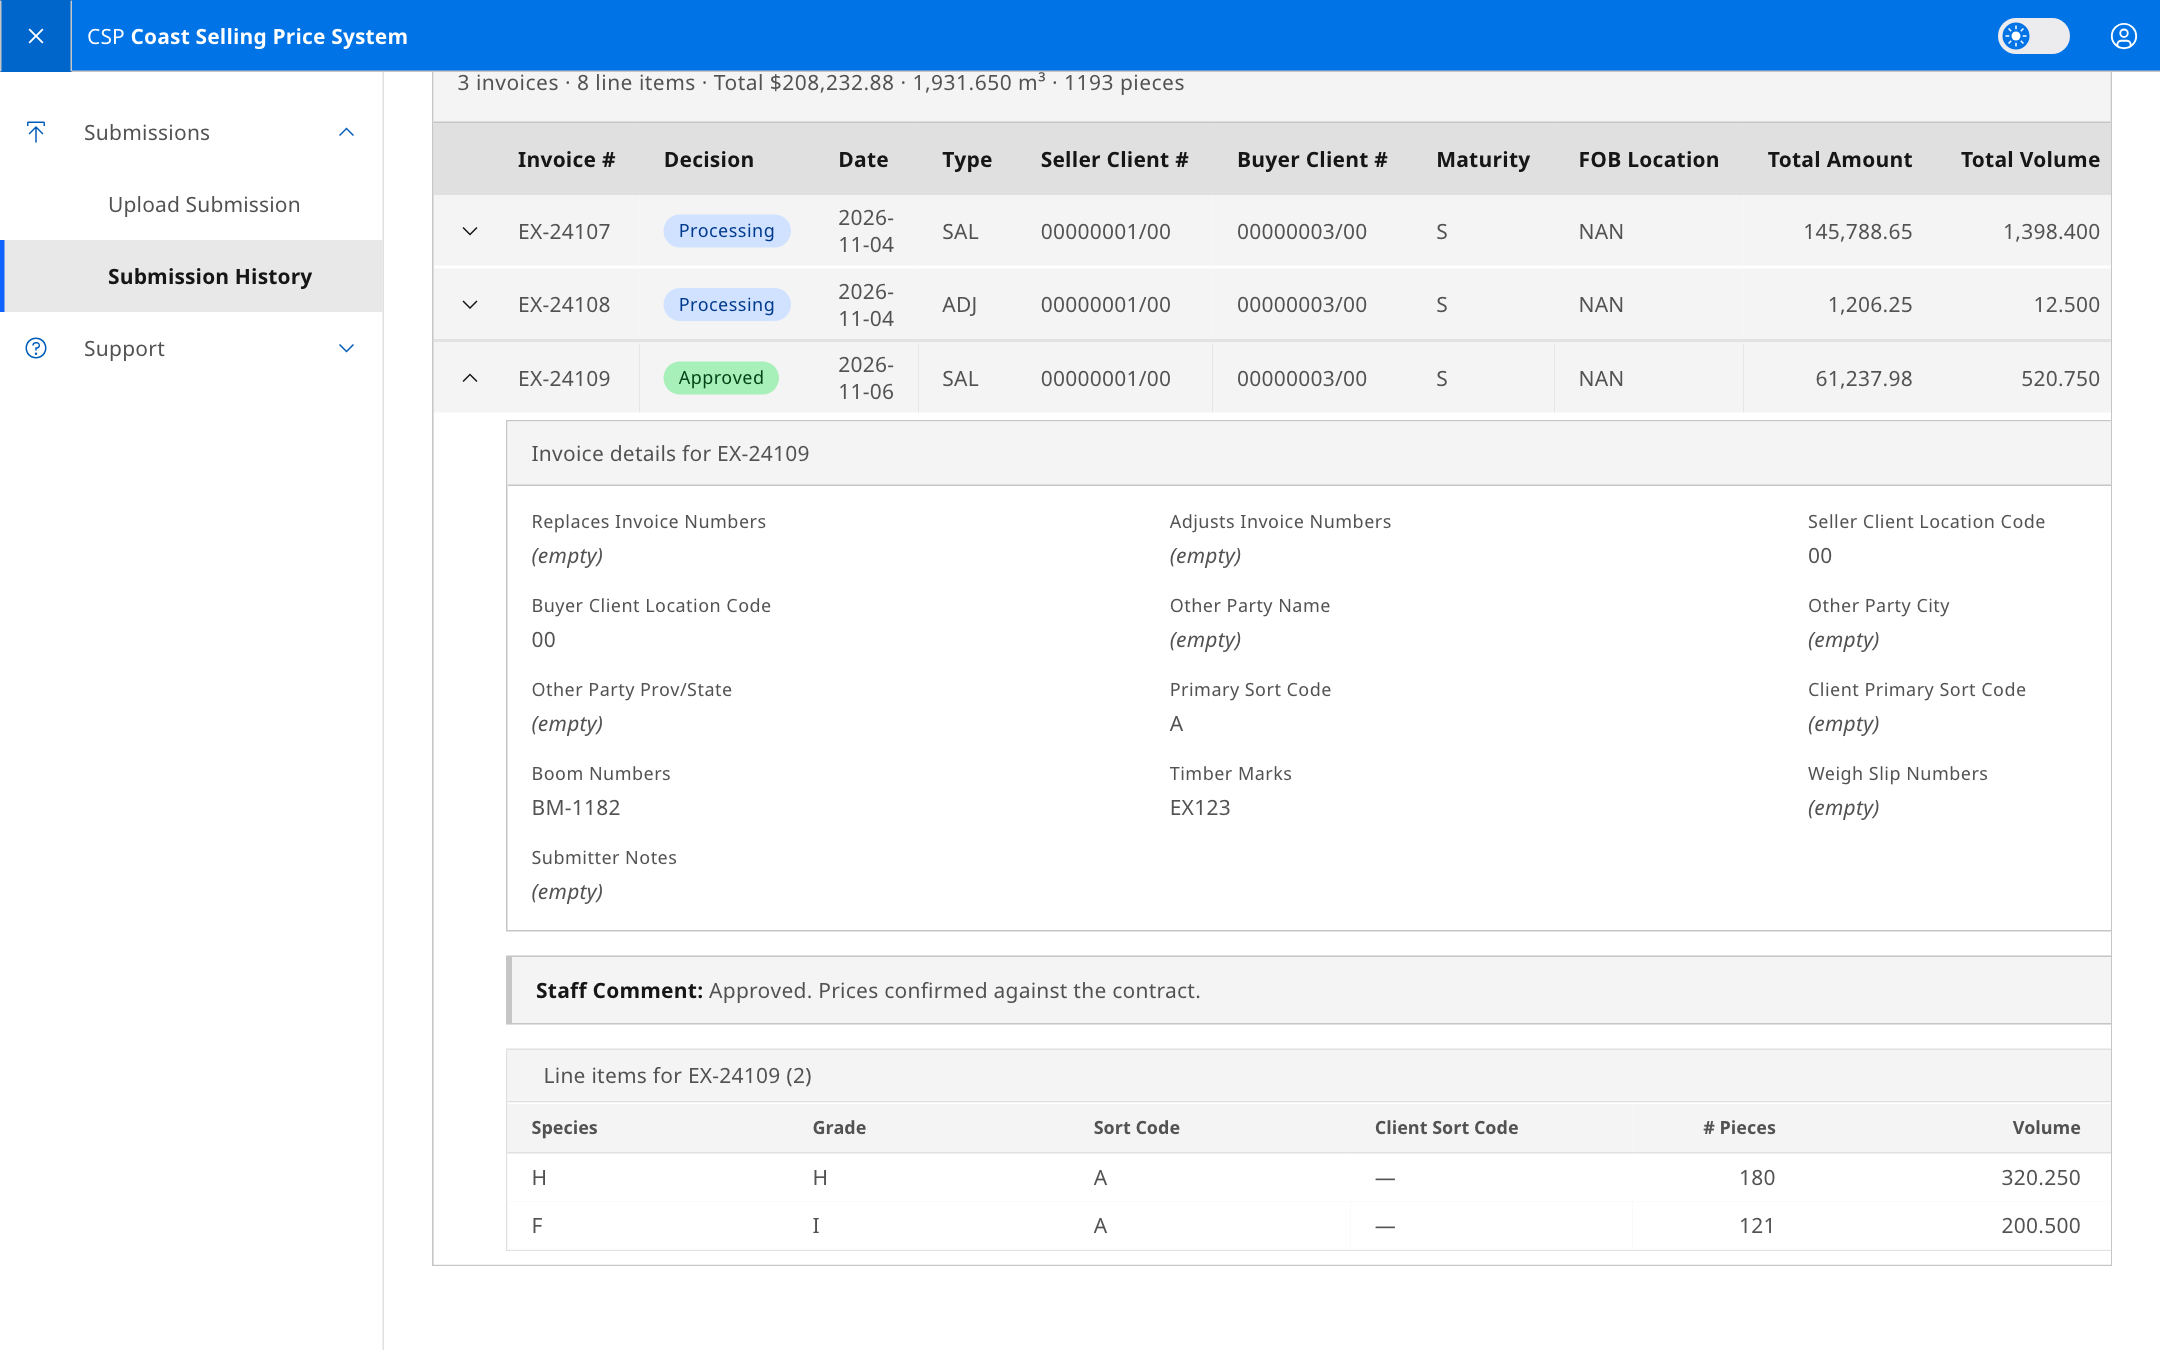 CSP Coast Selling Price System
Submissions
Upload Submission
Submission History
Support
3 invoices · 8 line items · Total $208,232.88 · 1,931.650 m³ · 1193 pieces
Invoice # Decision Date Type Seller Client # Buyer Client # Maturity FOB Location Total Amount Total Volume
EX-24107 Processing 2026-11-04 SAL 00000001/00 00000003/00 S NAN 145,788.65 1,398.400
EX-24108 Processing 2026-11-04 ADJ 00000001/00 00000003/00 S NAN 1,206.25 12.500
EX-24109 Approved 2026-11-06 SAL 00000001/00 00000003/00 S NAN 61,237.98 520.750
Invoice details for EX-24109
Replaces Invoice Numbers Adjusts Invoice Numbers Seller Client Location Code
(empty) (empty) 00
Buyer Client Location Code Other Party Name Other Party City
00 (empty) (empty)
Other Party Prov/State Primary Sort Code Client Primary Sort Code
(empty) A (empty)
Boom Numbers Timber Marks Weigh Slip Numbers
BM-1182 EX123 (empty)
Submitter Notes
(empty)
Staff Comment: Approved. Prices confirmed against the contract.
Line items for EX-24109 (2)
Species Grade Sort Code Client Sort Code # Pieces Volume
H H A — 180 320.250
F I A — 121 200.500